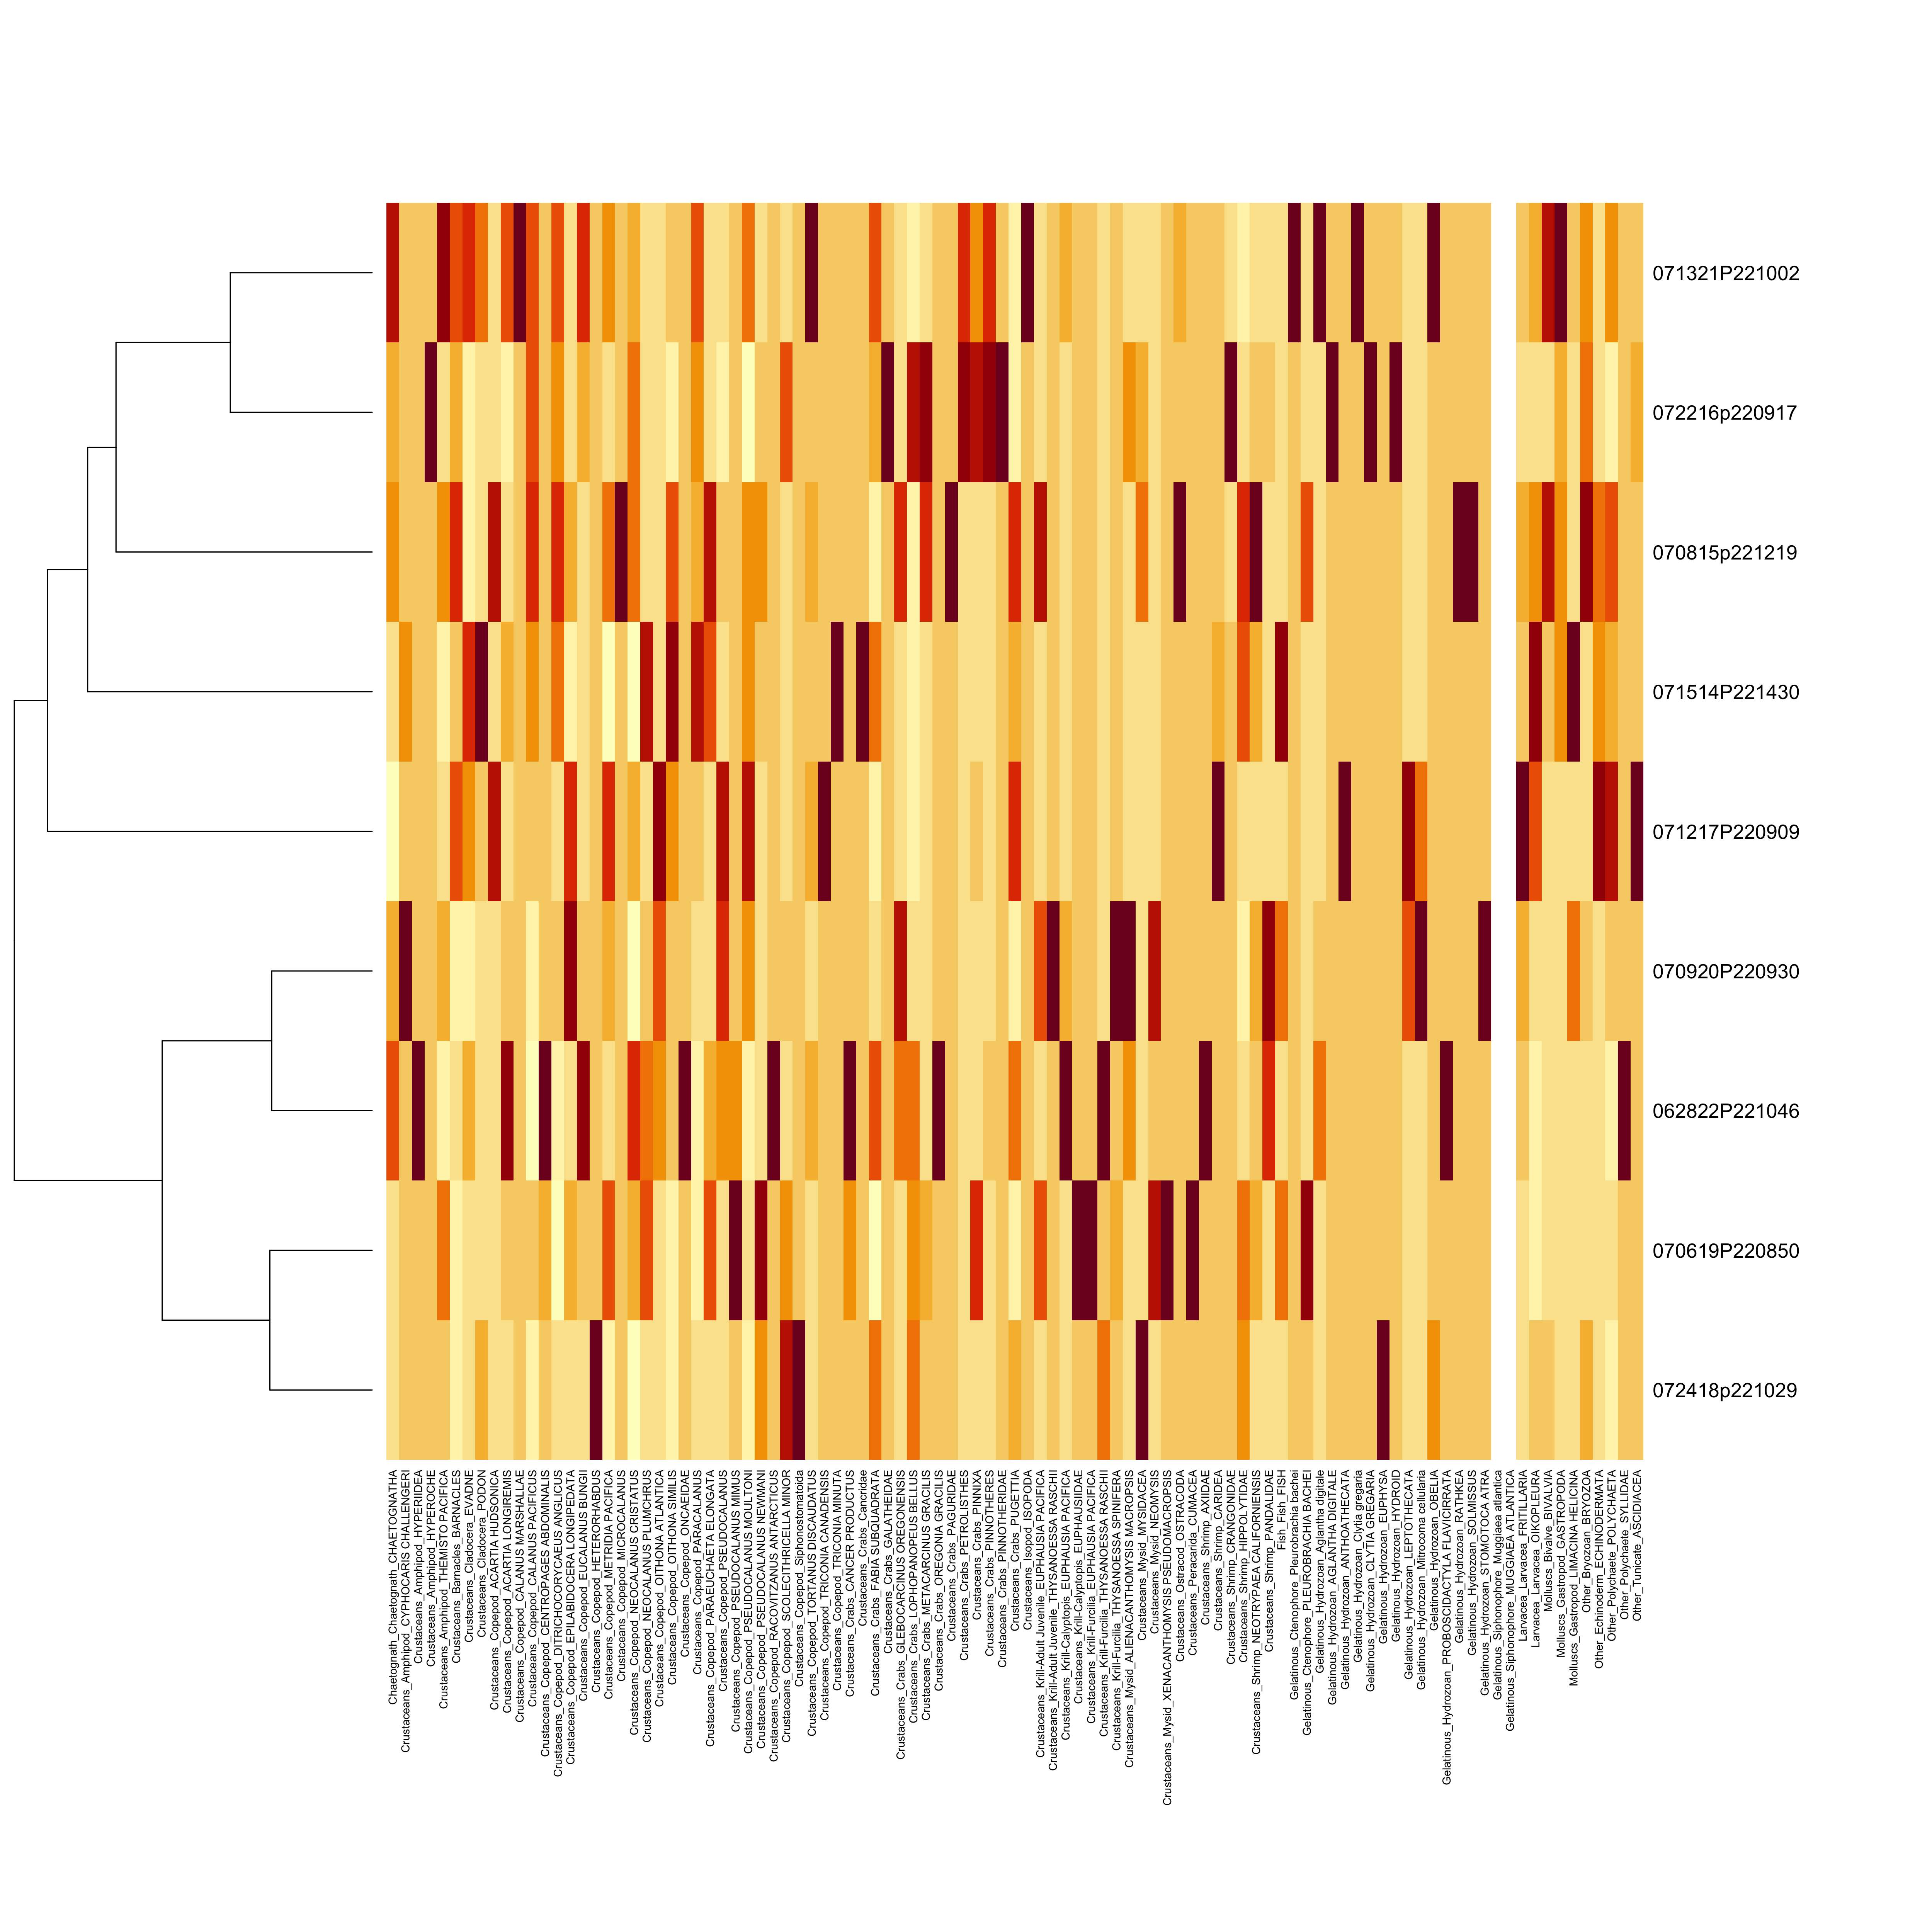 071321P221002
072216p220917
070815p221219
071514P221430
071217P220909
070920P220930
062822P221046
070619P220850
072418p221029
Chaetognath_Chaetognath_CHAETOGNATHA
Crustaceans_Amphipod_CYPHOCARIS CHALLENGERI
Crustaceans_Amphipod_HYPERIIDEA
Crustaceans_Amphipod_HYPEROCHE
Crustaceans_Amphipod_THEMISTO PACIFICA
Crustaceans_Barnacles_BARNACLES
Crustaceans_Cladocera_EVADNE
Crustaceans_Cladocera_PODON
Crustaceans_Copepod_ACARTIA HUDSONICA
Crustaceans_Copepod_ACARTIA LONGIREMIS
Crustaceans_Copepod_CALANUS MARSHALLAE
Crustaceans_Copepod_CALANUS PACIFICUS
Crustaceans_Copepod_CENTROPAGES ABDOMINALIS
Crustaceans_Copepod_DITRICHOCORYCAEUS ANGLICUS
Crustaceans_Copepod_EPILABIDOCERA LONGIPEDATA
Crustaceans_Copepod_EUCALANUS BUNGII
Crustaceans_Copepod_HETERORHABDUS
Crustaceans_Copepod_METRIDIA PACIFICA
Crustaceans_Copepod_MICROCALANUS
Crustaceans_Copepod_NEOCALANUS CRISTATUS
Crustaceans_Copepod_NEOCALANUS PLUMCHRUS
Crustaceans_Copepod_OITHONA ATLANTICA
Crustaceans_Copepod_OITHONA SIMILIS
Crustaceans_Copepod_ONCAEIDAE
Crustaceans_Copepod_PARACALANUS
Crustaceans_Copepod_PARAEUCHAETA ELONGATA
Crustaceans_Copepod_PSEUDOCALANUS
Crustaceans_Copepod_PSEUDOCALANUS MIMUS
Crustaceans_Copepod_PSEUDOCALANUS MOULTONI
Crustaceans_Copepod_PSEUDOCALANUS NEWMANI
Crustaceans_Copepod_RACOVITZANUS ANTARCTICUS
Crustaceans_Copepod_SCOLECITHRICELLA MINOR
Crustaceans_Copepod_Siphonostomatoida
Crustaceans_Copepod_TORTANUS DISCAUDATUS
Crustaceans_Copepod_TRICONIA CANADENSIS
Crustaceans_Copepod_TRICONIA MINUTA
Crustaceans_Crabs_CANCER PRODUCTUS
Crustaceans_Crabs_Cancridae
Crustaceans_Crabs_FABIA SUBQUADRATA
Crustaceans_Crabs_GALATHEIDAE
Crustaceans_Crabs_GLEBOCARCINUS OREGONENSIS
Crustaceans_Crabs_LOPHOPANOPEUS BELLUS
Crustaceans_Crabs_METACARCINUS GRACILIS
Crustaceans_Crabs_OREGONIA GRACILIS
Crustaceans_Crabs_PAGURIDAE
Crustaceans_Crabs_PETROLISTHES
Crustaceans_Crabs_PINNIXA
Crustaceans_Crabs_PINNOTHERES
Crustaceans_Crabs_PINNOTHERIDAE
Crustaceans_Crabs_PUGETTIA
Crustaceans_Isopod_ISOPODA
Crustaceans_Krill-Adult Juvenile_EUPHAUSIA PACIFICA
Crustaceans_Krill-Adult Juvenile_THYSANOESSA RASCHII
Crustaceans_Krill-Calyptopis_EUPHAUSIA PACIFICA
Crustaceans_Krill-Calyptopis_EUPHAUSIIDAE
Crustaceans_Krill-Furcilia_EUPHAUSIA PACIFICA
Crustaceans_Krill-Furcilia_THYSANOESSA RASCHII
Crustaceans_Krill-Furcilia_THYSANOESSA SPINIFERA
Crustaceans_Mysid_ALIENACANTHOMYSIS MACROPSIS
Crustaceans_Mysid_MYSIDACEA
Crustaceans_Mysid_NEOMYSIS
Crustaceans_Mysid_XENACANTHOMYSIS PSEUDOMACROPSIS
Crustaceans_Ostracod_OSTRACODA
Crustaceans_Peracarida_CUMACEA
Crustaceans_Shrimp_AXIIDAE
Crustaceans_Shrimp_CARIDEA
Crustaceans_Shrimp_CRANGONIDAE
Crustaceans_Shrimp_HIPPOLYTIDAE
Crustaceans_Shrimp_NEOTRYPAEA CALIFORNIENSIS
Crustaceans_Shrimp_PANDALIDAE
Fish_Fish_FISH
Gelatinous_Ctenophore_Pleurobrachia bachei
Gelatinous_Ctenophore_PLEUROBRACHIA BACHEI
Gelatinous_Hydrozoan_Aglantha digitale
Gelatinous_Hydrozoan_AGLANTHA DIGITALE
Gelatinous_Hydrozoan_ANTHOATHECATA
Gelatinous_Hydrozoan_Clytia gregaria
Gelatinous_Hydrozoan_CLYTIA GREGARIA
Gelatinous_Hydrozoan_EUPHYSA
Gelatinous_Hydrozoan_HYDROID
Gelatinous_Hydrozoan_LEPTOTHECATA
Gelatinous_Hydrozoan_Mitrocoma cellularia
Gelatinous_Hydrozoan_OBELIA
Gelatinous_Hydrozoan_PROBOSCIDACTYLA FLAVICIRRATA
Gelatinous_Hydrozoan_RATHKEA
Gelatinous_Hydrozoan_SOLMISSUS
Gelatinous_Hydrozoan_STOMOTOCA ATRA
Gelatinous_Siphonophore_Muggiaea atlantica
Gelatinous_Siphonophore_MUGGIAEA ATLANTICA
Larvacea_Larvacea_FRITILLARIA
Larvacea_Larvacea_OIKOPLEURA
Molluscs_Bivalve_BIVALVIA
Molluscs_Gastropod_GASTROPODA
Molluscs_Gastropod_LIMACINA HELICINA
Other_Bryozoan_BRYOZOA
Other_Echinoderm_ECHINODERMATA
Other_Polychaete_POLYCHAETA
Other_Polychaete_SYLLIDAE
Other_Tunicate_ASCIDIACEA